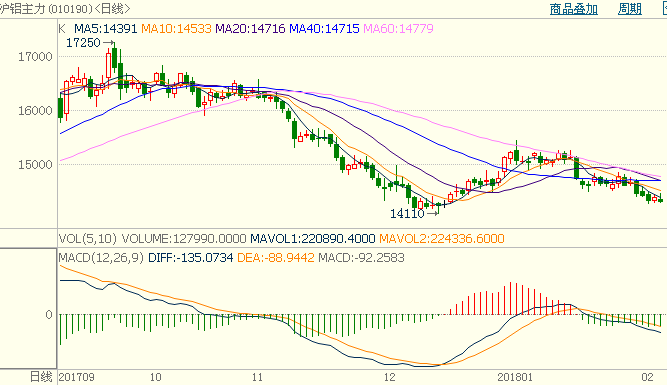 沪铝主力(010190)<日线> 商品叠加 周期
K MA5:14391 MA10:14533 MA20:14716 MA40:14715 MA60:14779
17250
17000
16000
15000
14110
VOL(5,10) VOLUME:127990.0000 MAVOL1:220890.4000 MAVOL2:224336.6000
MACD(12,26,9) DIFF:-135.0734 DEA:-88.9442 MACD:-92.2583
0
日线 201709 10 11 12 201801 02